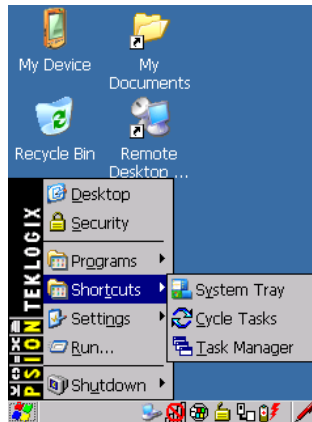 My Device
My
Documents
Recycle Bin
Remote
Desktop ...
Desktop
Security
Programs
Shortcuts
System Tray
Cycle Tasks
Task Manager
Settings
Run...
Shutdown
PSION TEKLOGIX